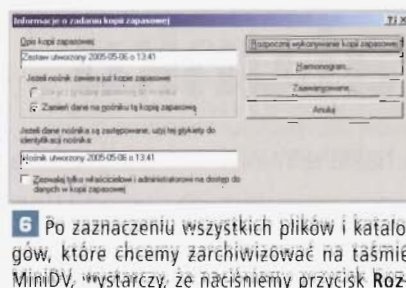 Informacje o zadaniu kopii zapasowej
Opis kopii zapasowej:
Zestaw utworzony 2005-05-06 o 13:41
Rozpocznij wykonywanie kopii zapasowej
Jeżeli nośnik zawiera już kopie zapasowe
Harmonogram...
Zaawansowane...
Zamień dane na nośniku tą kopią zapasową
Anuluj
Jeżeli dane nośnika są zastępowane, użyj tej etykiety do
identyfikacji nośnika:
Nośnik utworzony 2005-05-06 o 13:41
Zezwalaj tylko właścicielowi i administratorowi na dostęp do
danych w kopii zapasowej
6 Po zaznaczeniu wszystkich plików i katalo-
gów, które chcemy zarchiwizować na taśmie
MiniDV, wystarczy, że naciśniemy przycisk Roz-